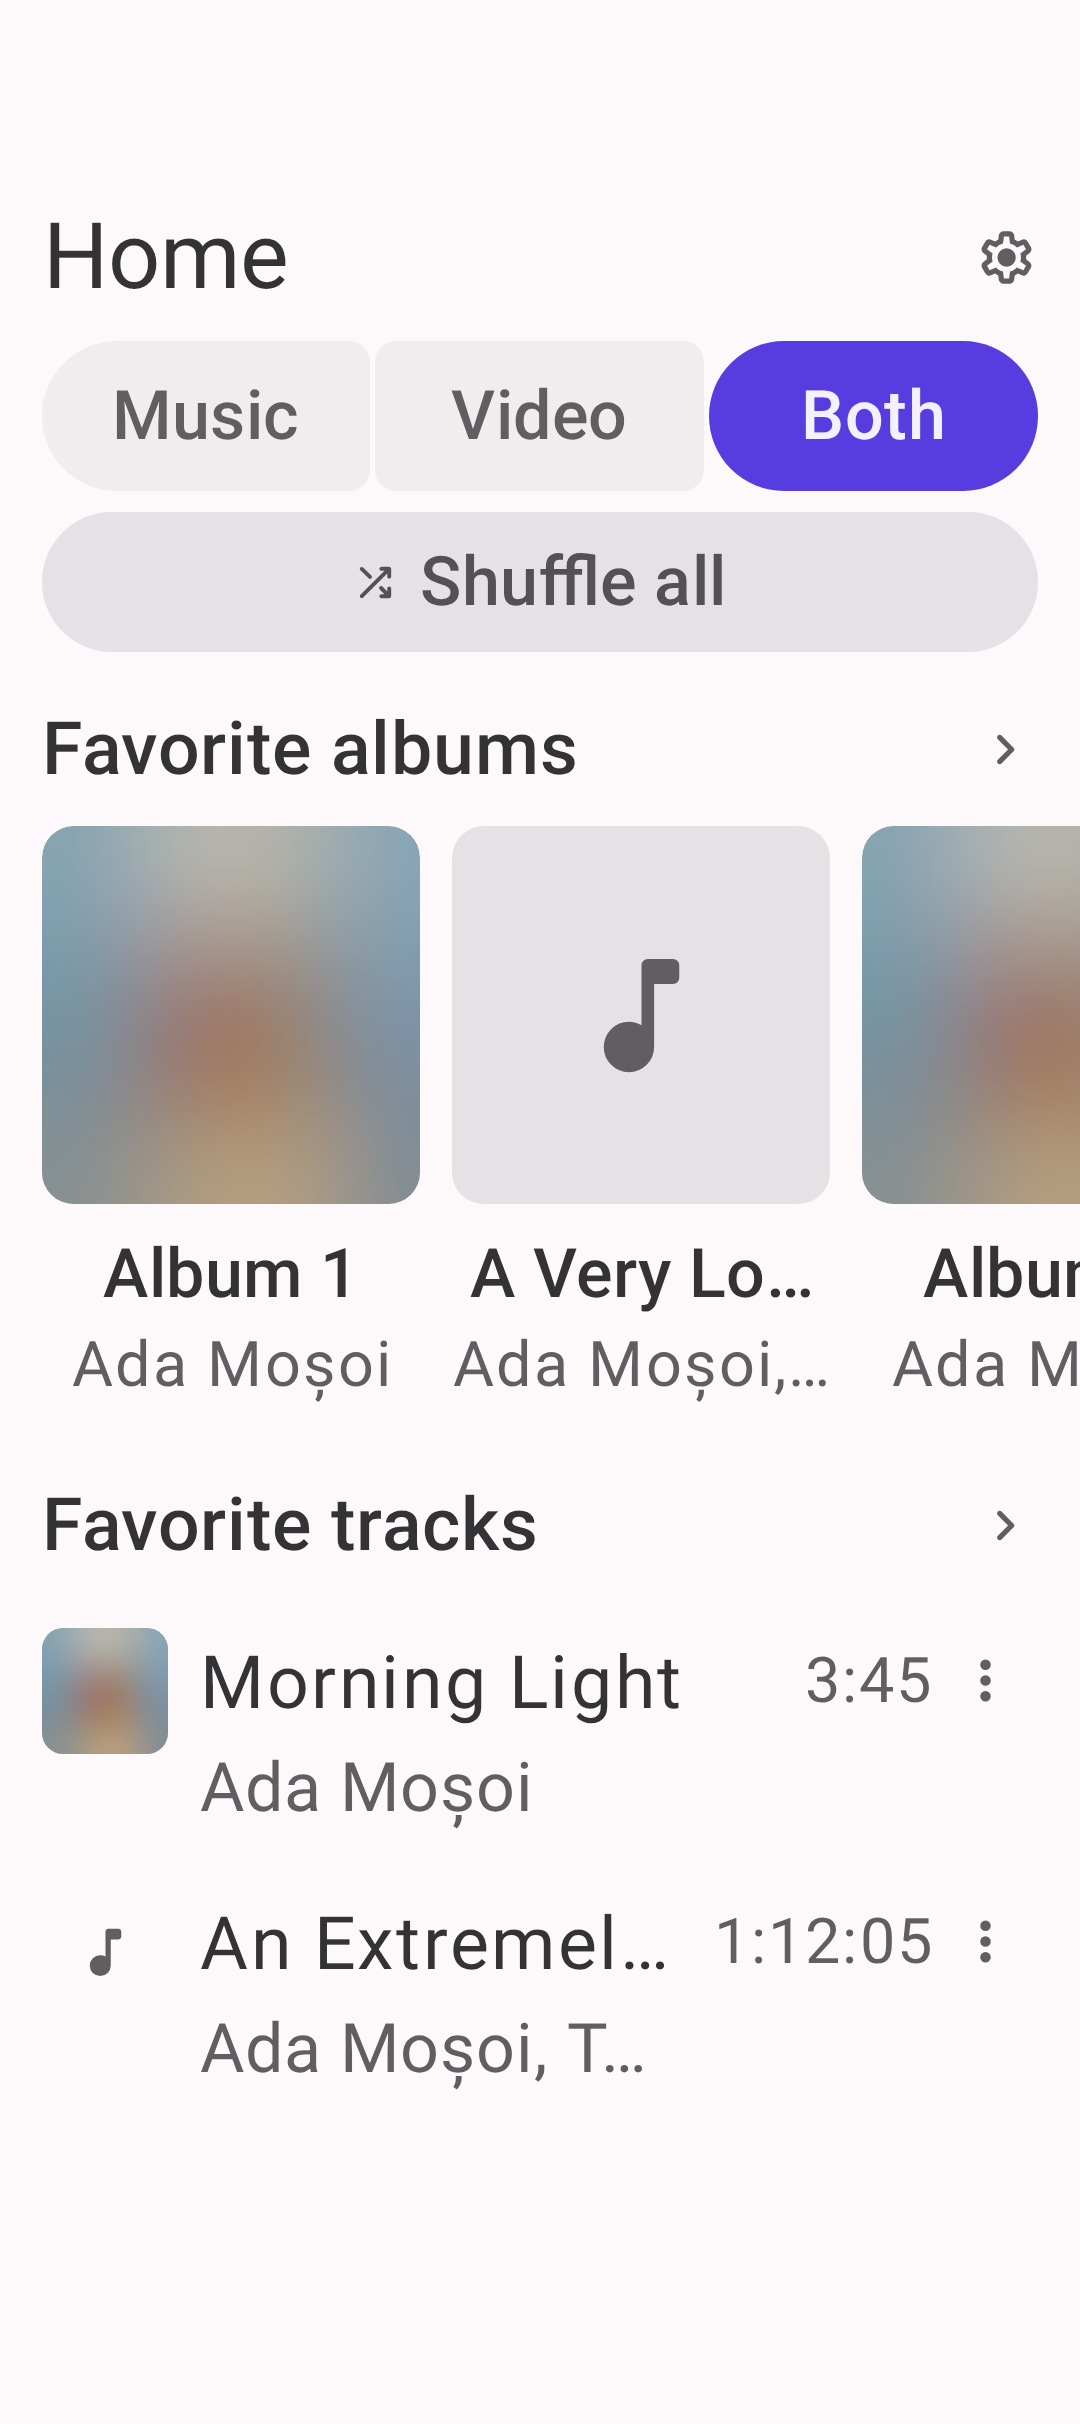 Home
Music
Video
Both
Shuffle all
Favorite albums
Album 1
Ada Moșoi
A Very Lo…
Ada Moșoi,…
Ada M
Favorite tracks
Morning Light
3:45
Ada Moșoi
An Extremel…
1:12:05
Ada Moșoi, T…